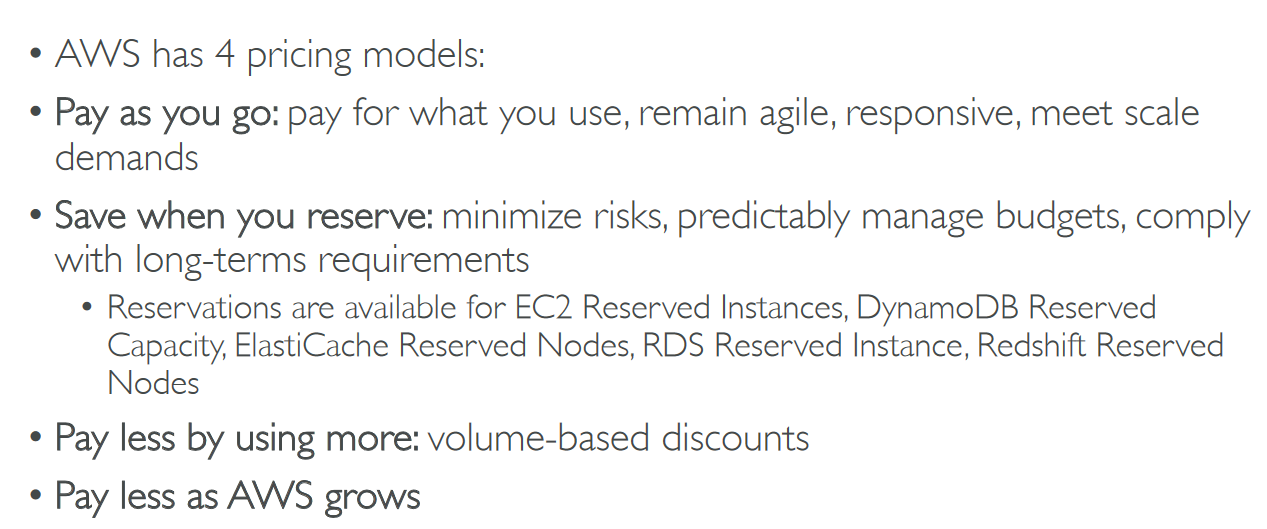 • AWS has 4 pricing models:
• Pay as you go: pay for what you use, remain agile, responsive, meet scale
demands
• Save when you reserve: minimize risks, predictably manage budgets, comply
with long-terms requirements
• Reservations are available for EC2 Reserved Instances, DynamoDB Reserved
Capacity, ElastiCache Reserved Nodes, RDS Reserved Instance, Redshift Reserved
Nodes
• Pay less by using more: volume-based discounts
• Pay less as AWS grows